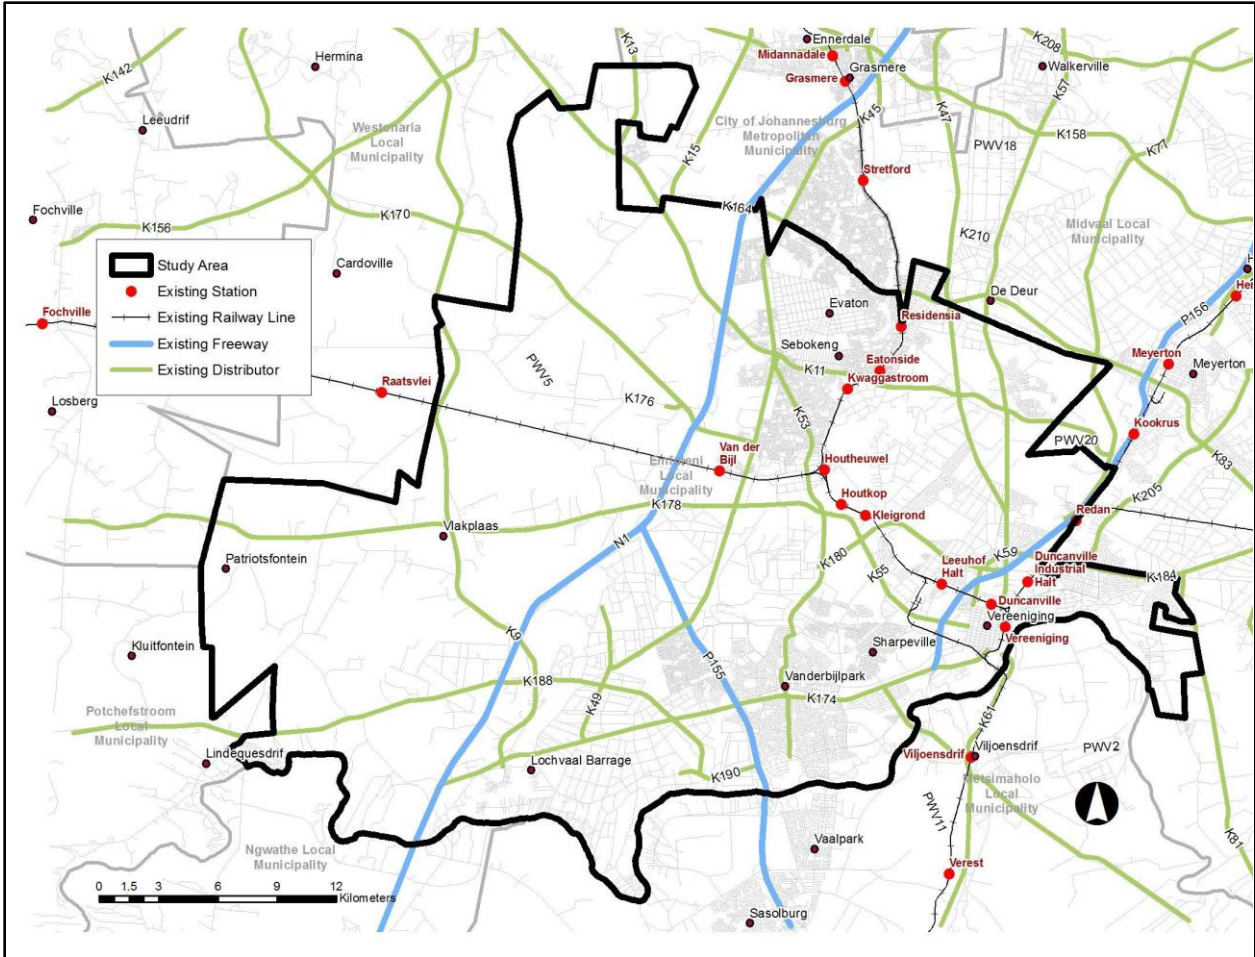 Ennerdale
K208
Hermina
K13
Midannadale
Walkerville
K142
Grasmere
Grasmere
K57
Leeudrif
Westonaria
Local
Municipality
City of Johannesburg
Metropolitan
Municipality
K45
K47
K158
K15
PWV18
K77
Stretford
Fochville
K170
K164
K156
Midvaal Local
Municipality
K210
Study Area
Cardoville
Existing Station
De Deur
Existing Railway Line
Evaton
Residensia
P156
Fochville
Existing Freeway
Sebokeng
Existing Distributor
PWV5
Eatonside
Meyerton
Meyerton
K11
Raatsvlei
Kwaggastroom
Losberg
K176
K53
Kookrus
Van der
Bijl
PWV20
Emfuleni
Local
Municipality
Houtheuwel
K83
K178
Houtkop
K205
Kleigrond
Redan
Vlakplaas
N1
K59
Patriotsfontein
K180
K55
Leeuhof
Halt
Duncanville
Industrial
Halt
K184
Duncanville
Vereeniging
K9
Vereeniging
Kluitfontein
Sharpeville
P155
K188
Vanderbijlpark
K174
K49
K61
Potchefstroom
Local
Municipality
Lindequesdrif
Viljoensdrif
Viljoensdrif
PWV2
Lochvaal Barrage
K190
Metsimaholo
Local
Municipality
PWV11
Vaalpark
K81
Ngwathe Local
Municipality
Verest
0 1.5 3 6 9 12
Kilometers
Sasolburg